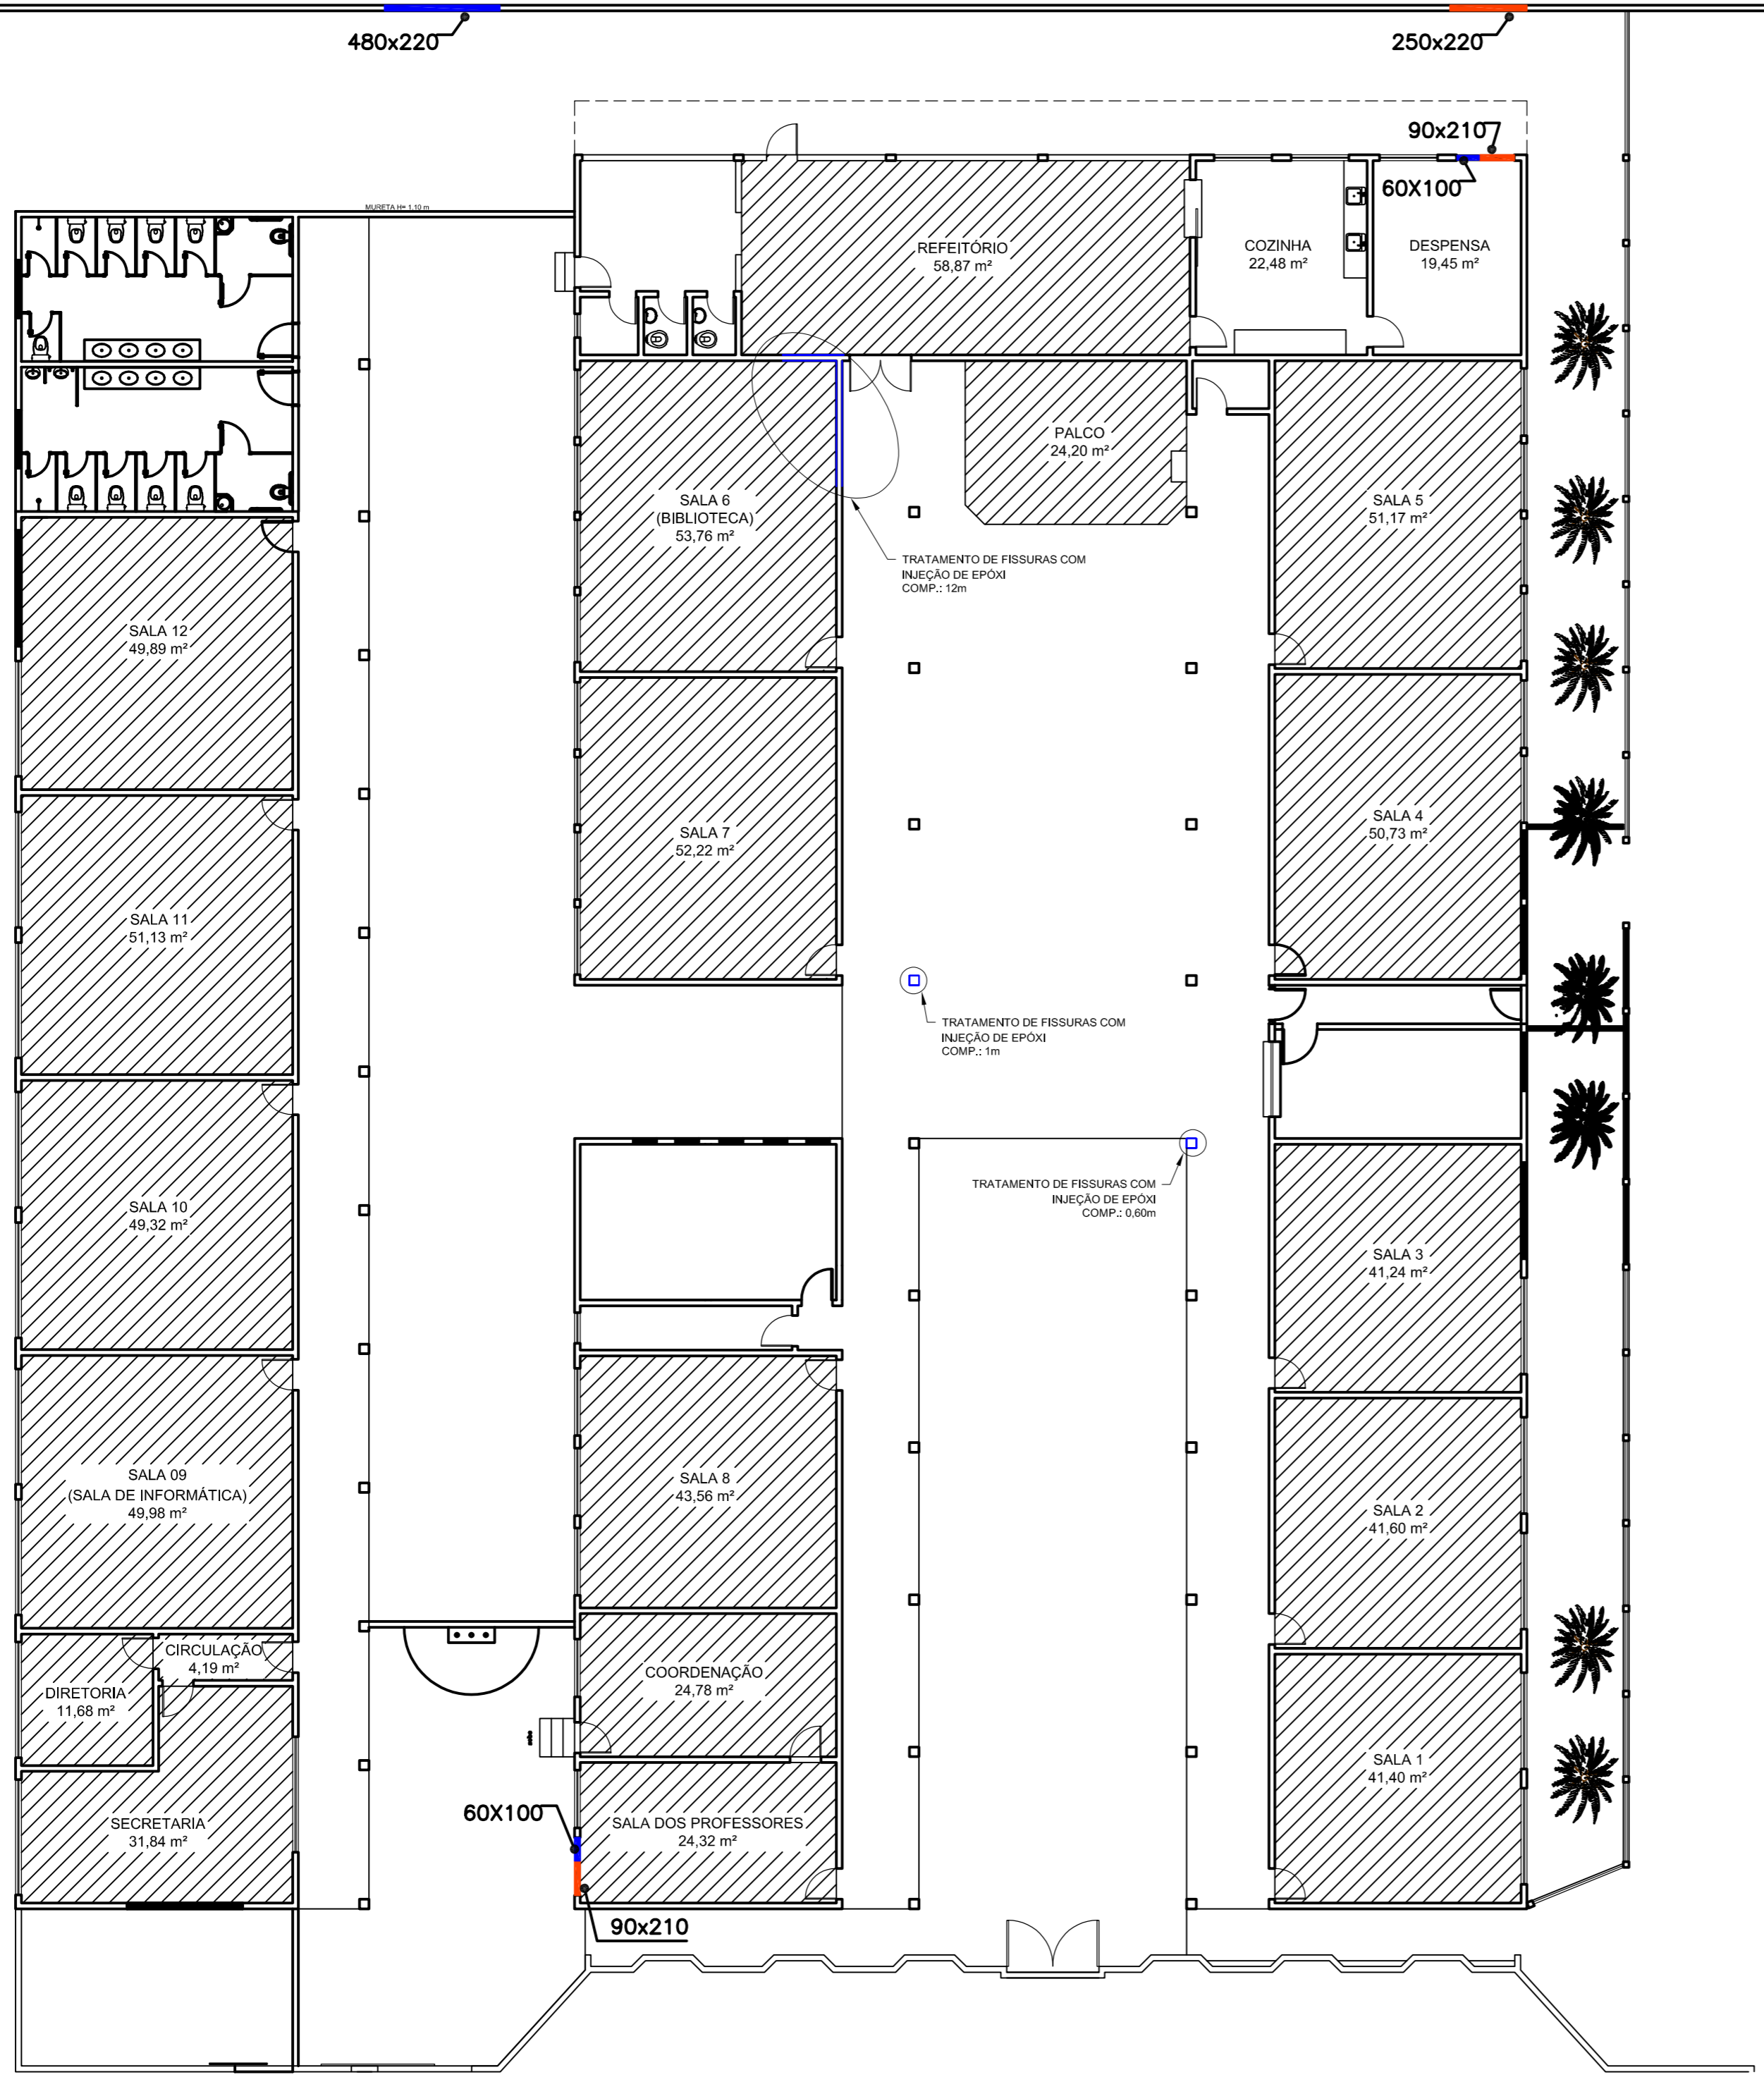 480x220
250x220
90x210
60X100
MURETA H= 1.10 m
REFEITÓRIO
58,87 m²
COZINHA
22,48 m²
DESPENSA
19,45 m²
PALCO
24,20 m²
SALA 6
(BIBLIOTECA)
53,76 m²
SALA 5
51,17 m²
TRATAMENTO DE FISSURAS COM
INJEÇÃO DE EPÓXI
COMP.: 12m
SALA 12
49,89 m²
SALA 7
52,22 m²
SALA 4
50,73 m²
SALA 11
51,13 m²
TRATAMENTO DE FISSURAS COM
INJEÇÃO DE EPÓXI
COMP.: 1m
TRATAMENTO DE FISSURAS COM
INJEÇÃO DE EPÓXI
COMP.: 0,60m
SALA 10
49,32 m²
SALA 3
41,24 m²
SALA 09
(SALA DE INFORMÁTICA)
49,98 m²
SALA 8
43,56 m²
SALA 2
41,60 m²
CIRCULAÇÃO
4,19 m²
DIRETORIA
11,68 m²
COORDENAÇÃO
24,78 m²
SALA 1
41,40 m²
SECRETARIA
31,84 m²
60X100
SALA DOS PROFESSORES
24,32 m²
90x210